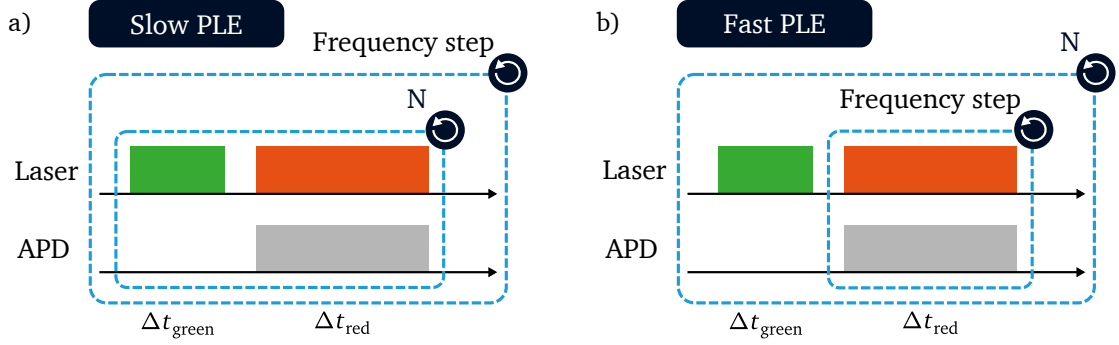 a)
Slow PLE
Frequency step
N
Laser
APD
Δt_green
Δt_red
b)
Fast PLE
N
Frequency step
Laser
APD
Δt_green
Δt_red